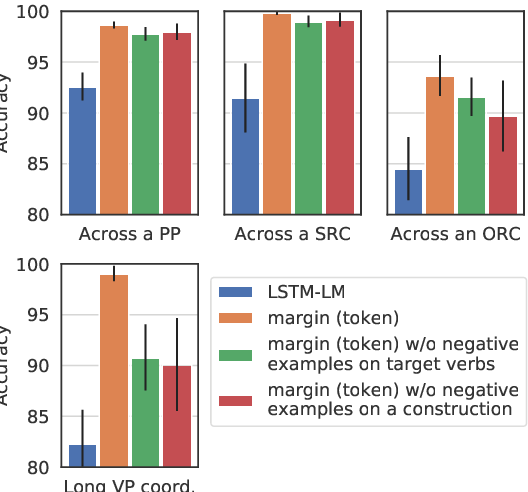 100
95
90
85
80
Accuracy
Across a PP
Across a SRC
Across an ORC
100
95
90
85
80
Accuracy
Long VP coord.
LSTM-LM
margin (token)
margin (token) w/o negative
examples on target verbs
margin (token) w/o negative
examples on a construction